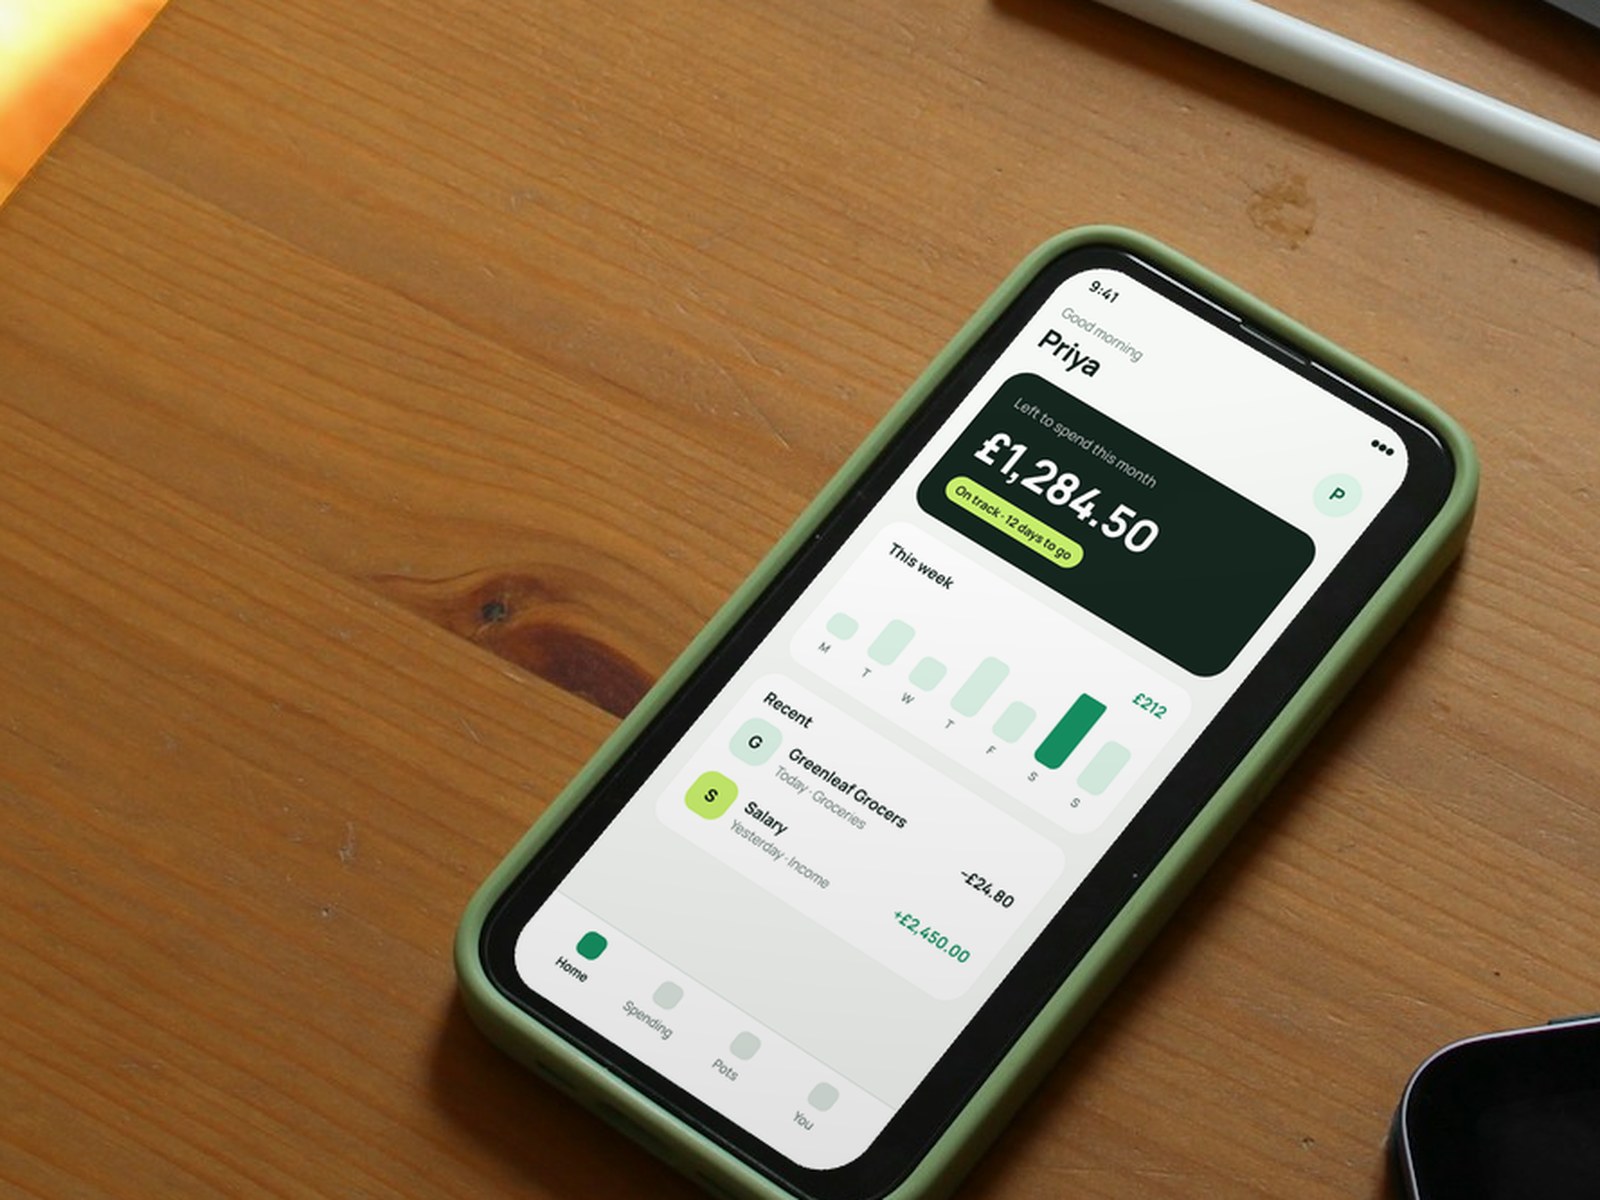 9:41
Good morning
Priya
P
Left to spend this month
£1,284.50
On track · 12 days to go
This week
£212
M T W T F S S
Recent
G
Greenleaf Grocers
Today · Groceries
−£24.80
S
Salary
Yesterday · Income
+£2,450.00
Home
Spending
Pots
You